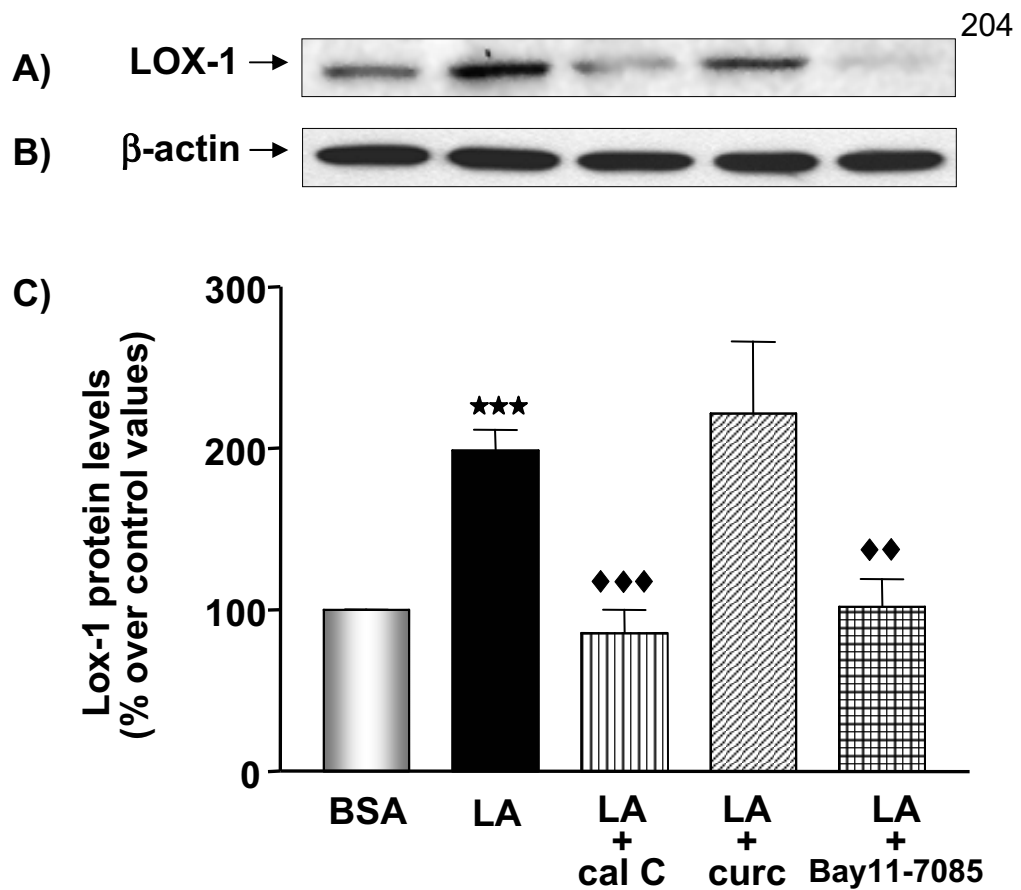 204
A) LOX-1
B) β-actin
C)
Lox-1 protein levels
(% over control values)
300
200
100
0
★★★
♦♦♦
♦♦
BSA LA LA + cal C LA + curc LA + Bay11-7085